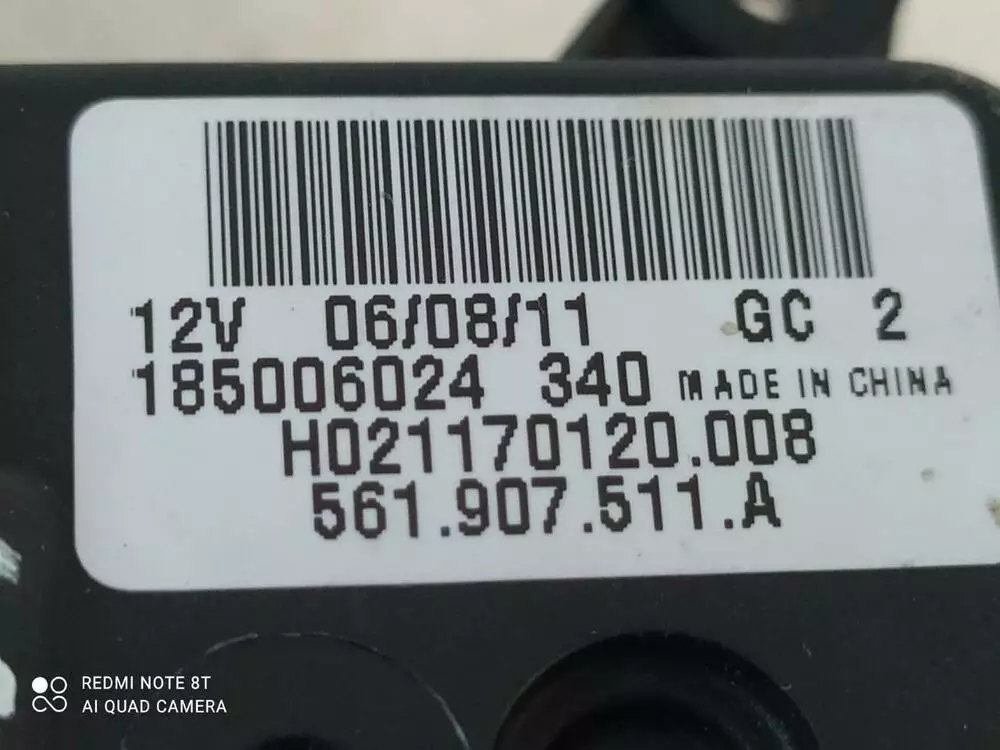 12V 06/08/11 GC 2
185006024 340 MADE IN CHINA
H021170120.008
561.907.511.A
REDMI NOTE 8T
AI QUAD CAMERA